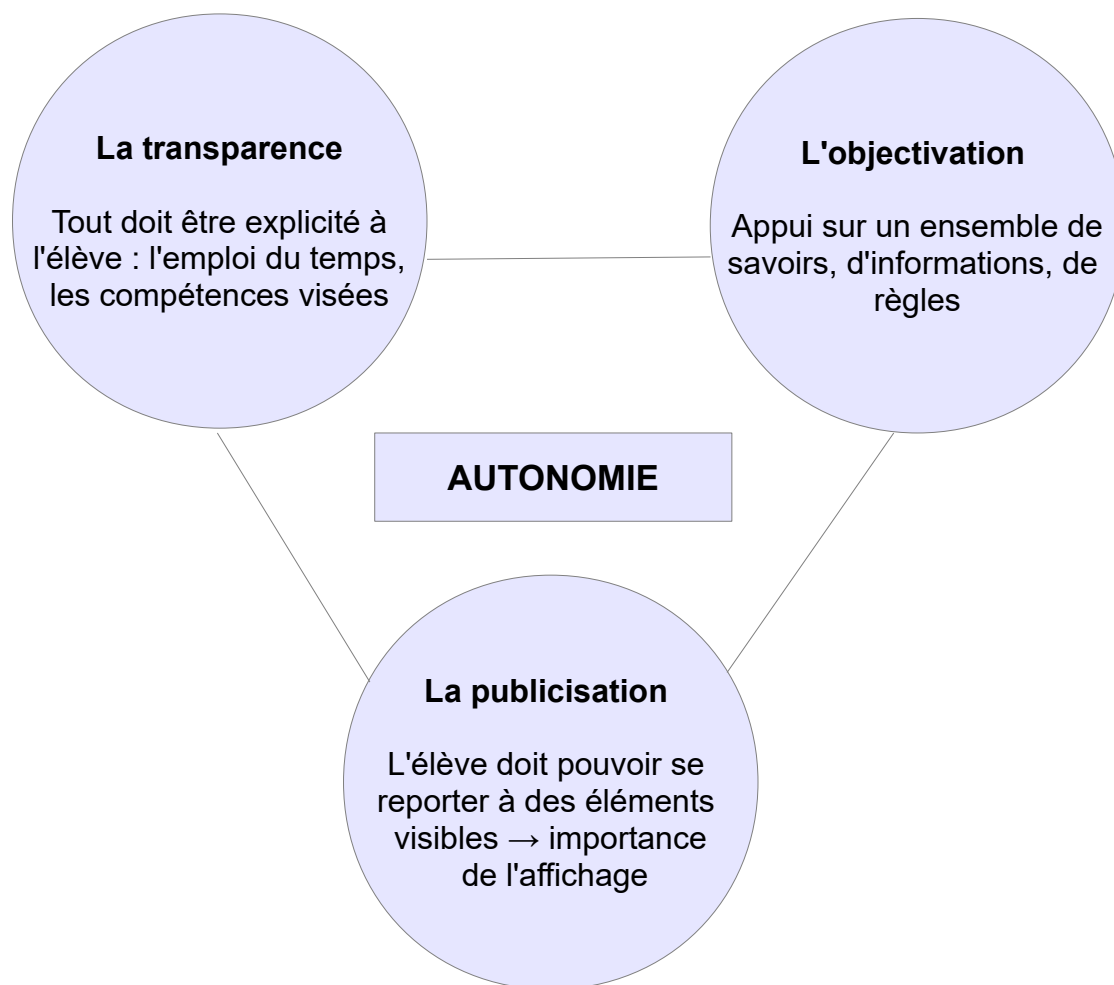 La transparence
Tout doit être explicité à
l'élève : l'emploi du temps,
les compétences visées
L'objectivation
Appui sur un ensemble de
savoirs, d'informations, de
règles
AUTONOMIE
La publicisation
L'élève doit pouvoir se
reporter à des éléments
visibles → importance
de l'affichage